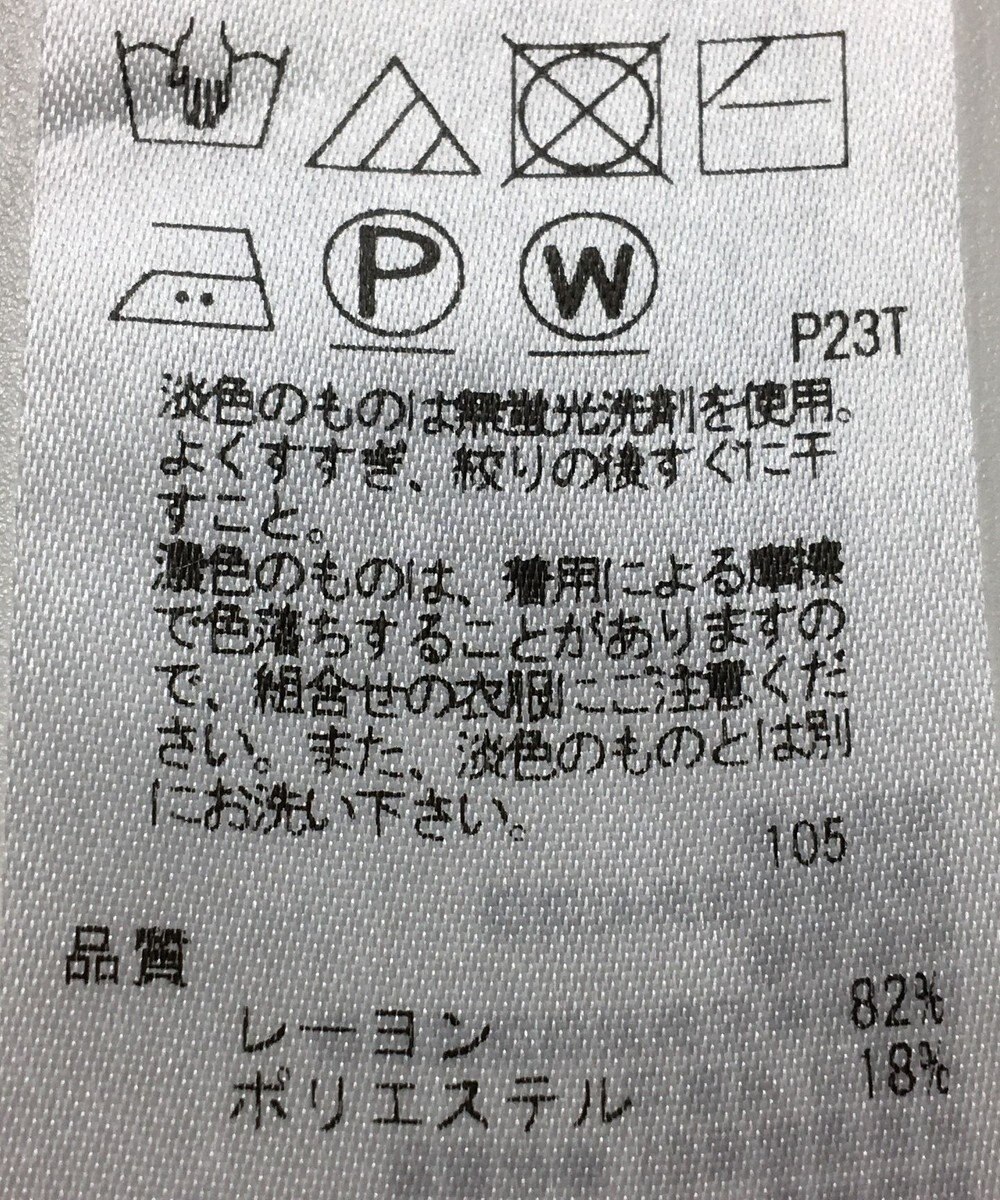 P W
P23T
淡色のものは無蛍光洗剤を使用。
よくすすぎ、絞りの後すぐに干
すこと。
濃色のものは、着用による摩擦
で色落ちすることがありますの
で、組合せの衣服にご注意くだ
さい。また、淡色のものとは別
にお洗い下さい。
105
品質
レーヨン 82%
ポリエステル 18%